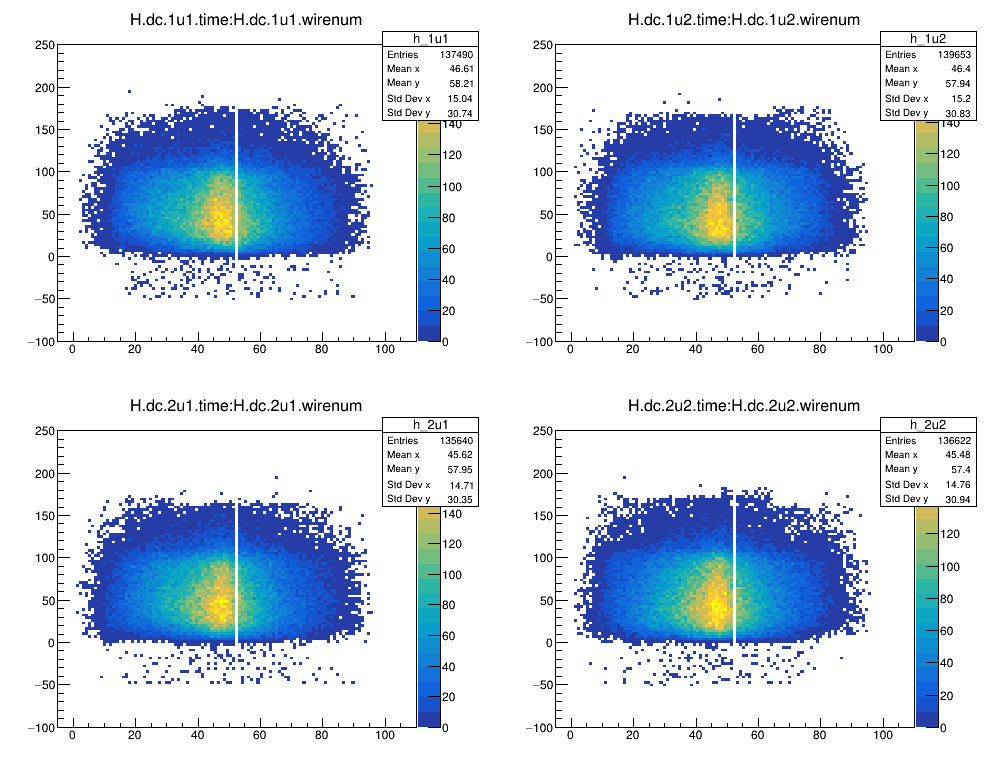 H.dc.1u1.time:H.dc.1u1.wirenum
h_1u1
Entries 137490
Mean x 46.61
Mean y 58.21
Std Dev x 15.04
Std Dev y 30.74
250
200
150
100
50
0
−50
−100
0 20 40 60 80 100
140
120
100
80
60
40
20
0
H.dc.1u2.time:H.dc.1u2.wirenum
h_1u2
Entries 139653
Mean x 46.4
Mean y 57.94
Std Dev x 15.2
Std Dev y 30.83
250
200
150
100
50
0
−50
−100
0 20 40 60 80 100
140
120
100
80
60
40
20
0
H.dc.2u1.time:H.dc.2u1.wirenum
h_2u1
Entries 135640
Mean x 45.62
Mean y 57.95
Std Dev x 14.71
Std Dev y 30.35
250
200
150
100
50
0
−50
−100
0 20 40 60 80 100
140
120
100
80
60
40
20
0
H.dc.2u2.time:H.dc.2u2.wirenum
h_2u2
Entries 136622
Mean x 45.48
Mean y 57.4
Std Dev x 14.76
Std Dev y 30.94
250
200
150
100
50
0
−50
−100
0 20 40 60 80 100
120
100
80
60
40
20
0